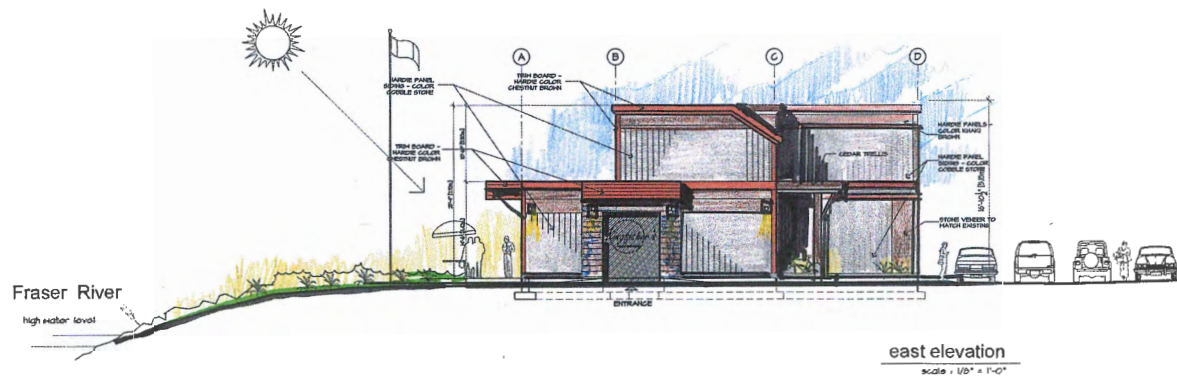 A
B
C
D
HARDIE PANEL
SIDING - COLOR
COBBLE STONE
TRIM BOARD -
HARDIE COLOR
CHESTNUT BROWN
TRIM BOARD -
HARDIE COLOR
CHESTNUT BROWN
HARDIE PANELS -
COLOR KHAKI
BROWN
CEDAR TRELLIS
HARDIE PANEL
SIDING - COLOR
COBBLE STONE
STONE VENEER TO
MATCH EXISTING
Fraser River
high water level
ENTRANCE
east elevation
scale : 1/8" = 1'-0"